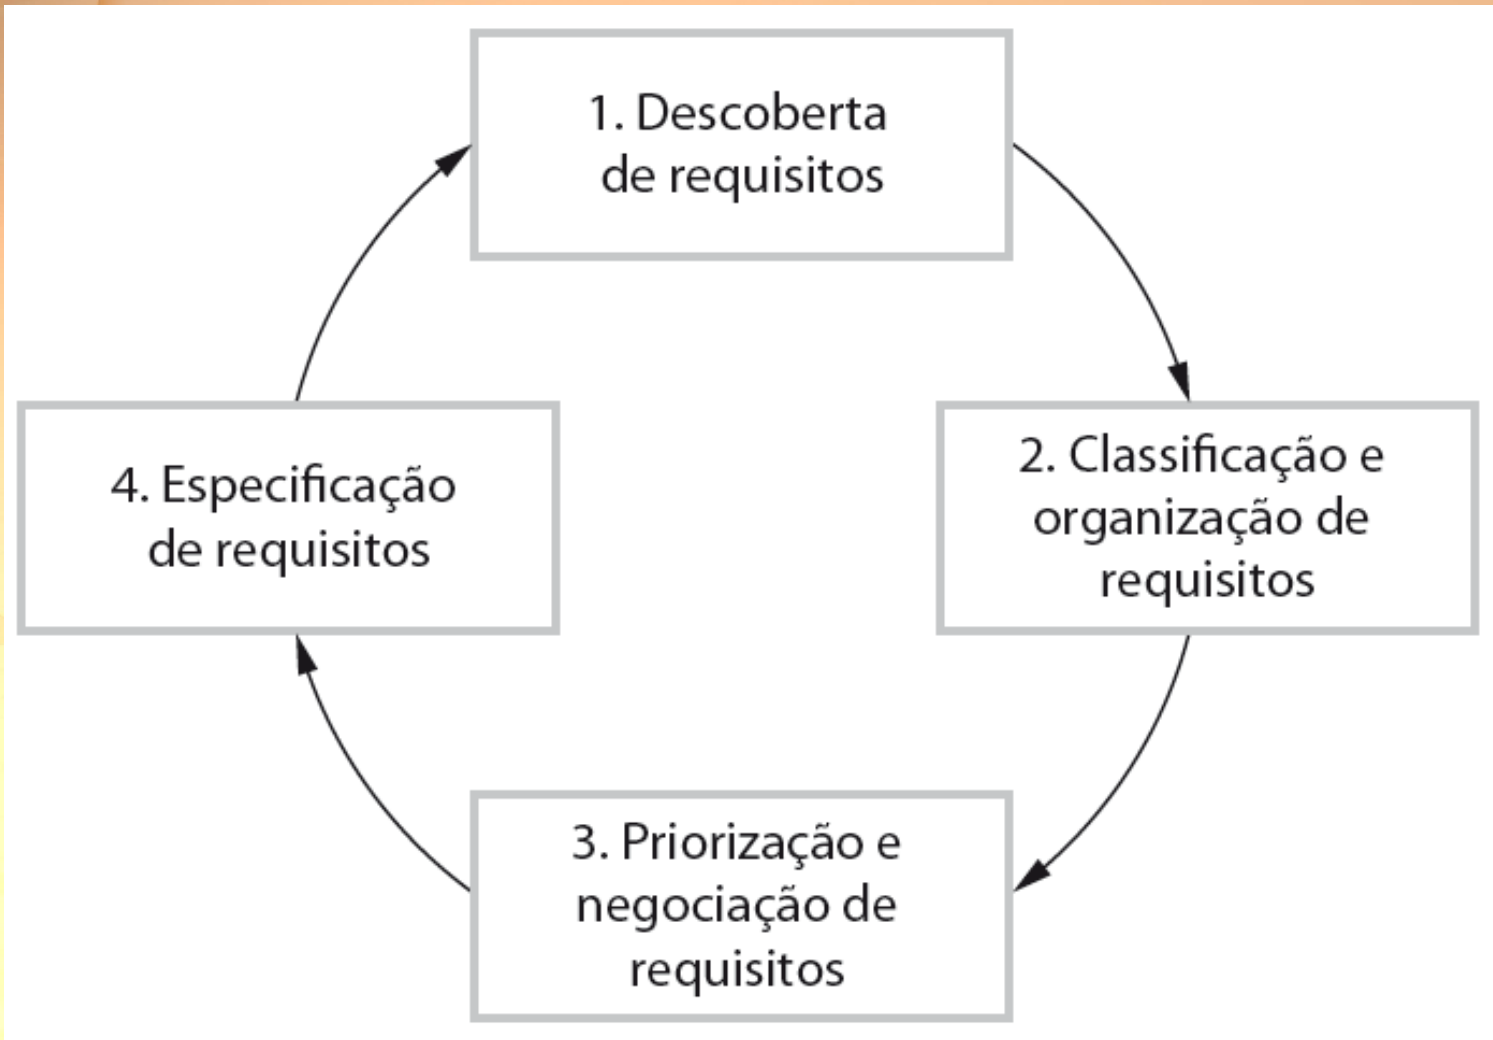 1. Descoberta
de requisitos
2. Classificação e
organização de
requisitos
3. Priorização e
negociação de
requisitos
4. Especificação
de requisitos